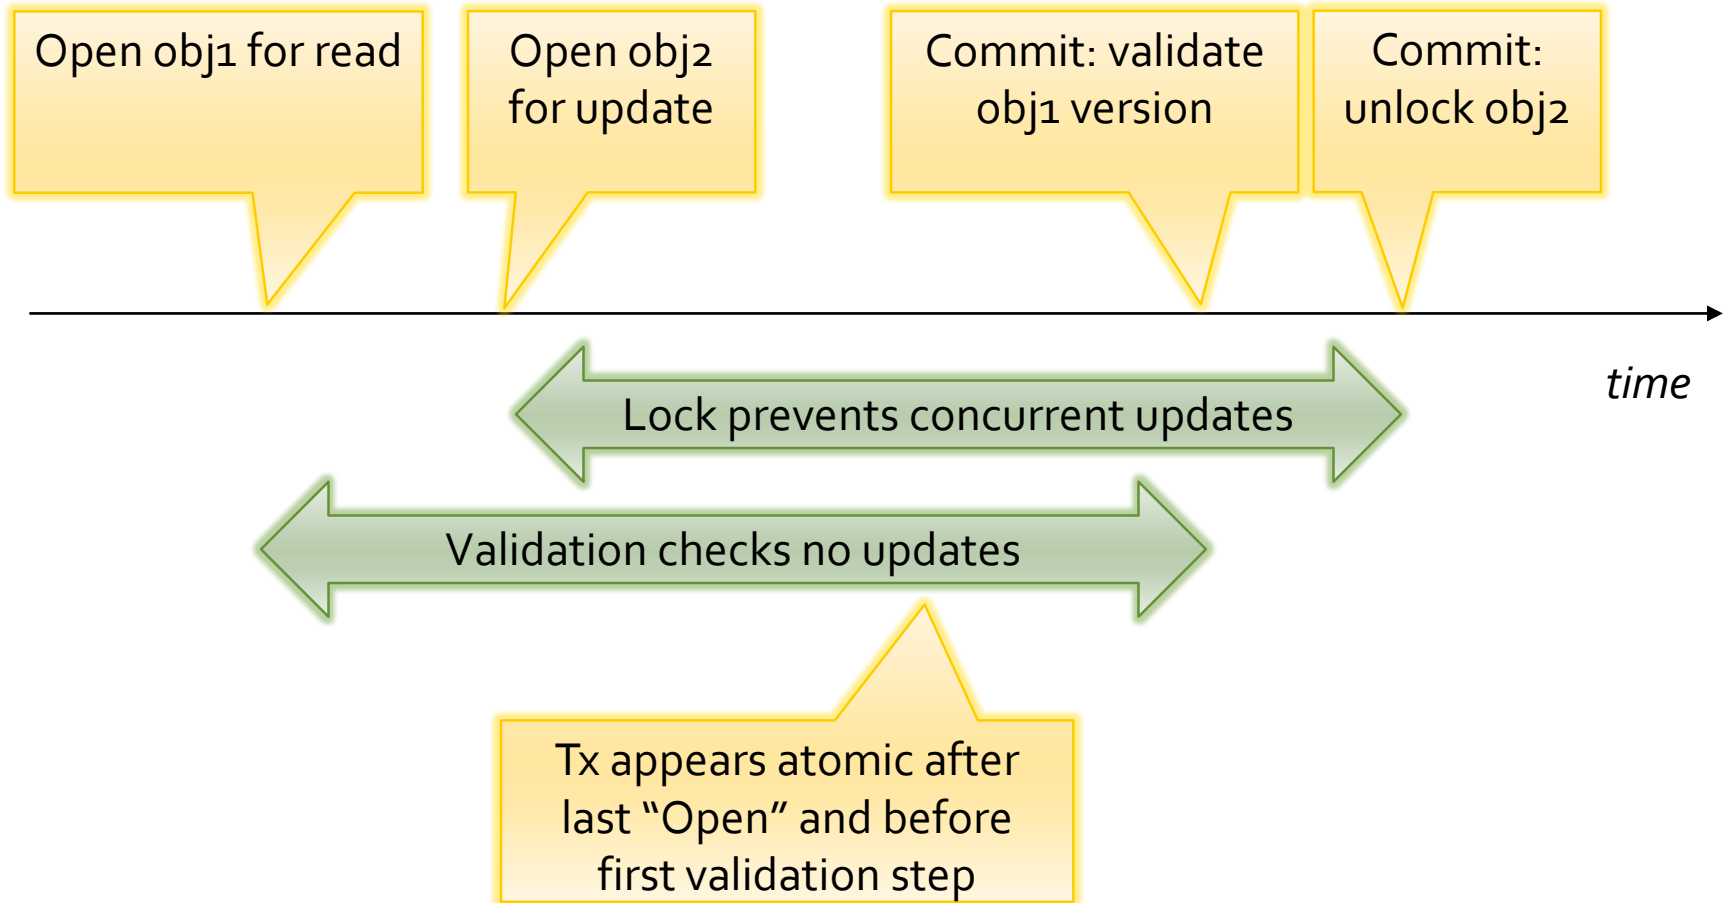 Open obj1 for read
Open obj2
for update
Commit: validate
obj1 version
Commit:
unlock obj2
time
Lock prevents concurrent updates
Validation checks no updates
Tx appears atomic after
last “Open” and before
first validation step